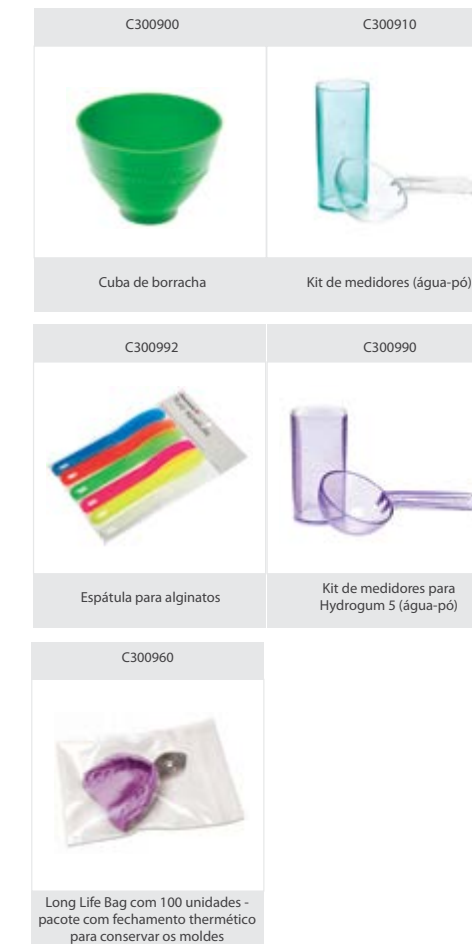 C300900
C300910
Cuba de borracha
Kit de medidores (água-pó)
C300992
C300990
Espátula para alginatos
Kit de medidores para
Hydrogum 5 (água-pó)
C300960
Long Life Bag com 100 unidades -
pacote com fechamento thermético
para conservar os moldes